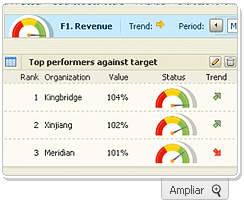 F1. Revenue Trend: Period:
Top performers against target
Rank Organization Value Status Trend
1 Kingbridge 104%
2 Xinjiang 102%
3 Meridian 101%
Ampliar